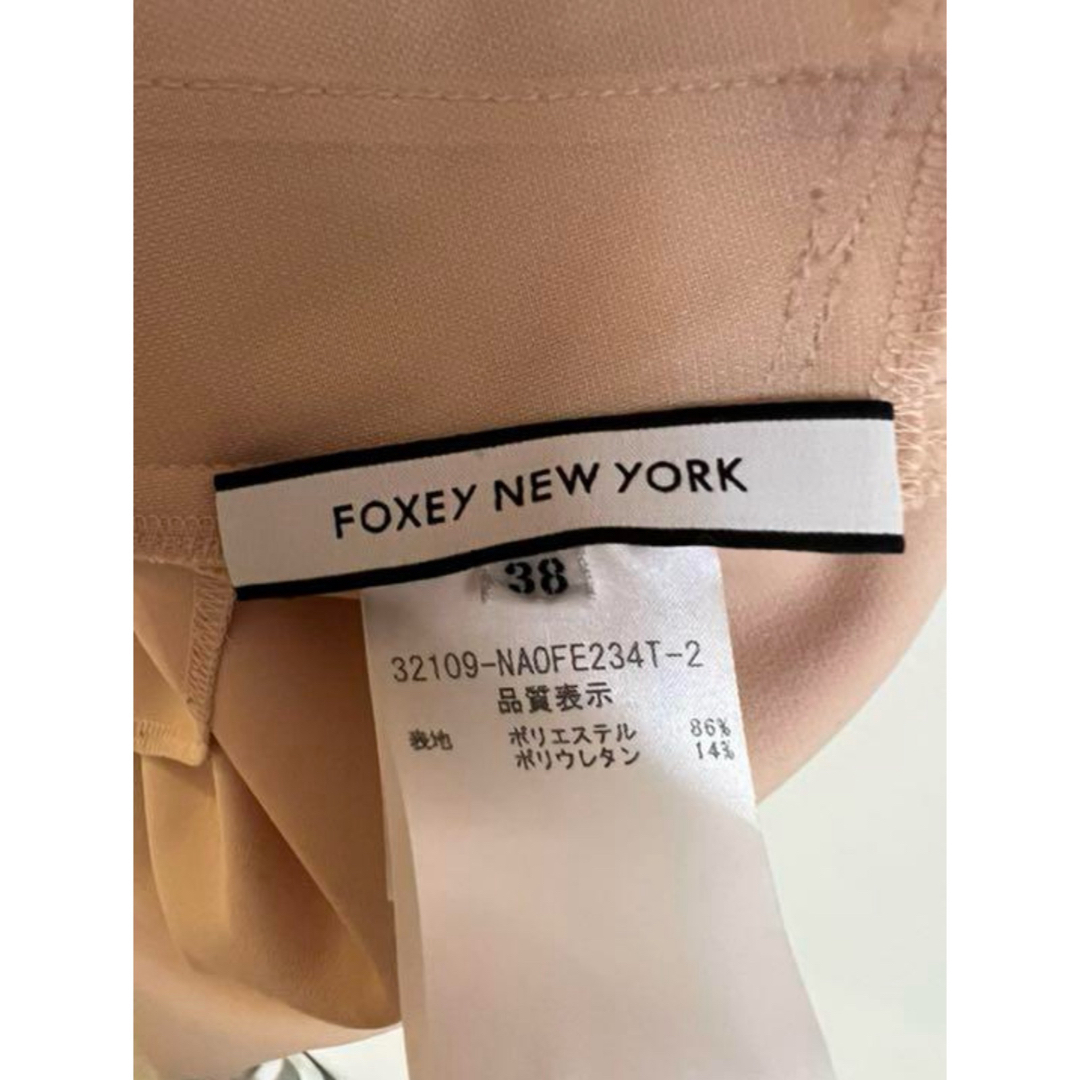 FOXEY NEW YORK
38
32109-NAOFE234T-2
品質表示
表地 ポリエステル 86%
ポリウレタン 14%